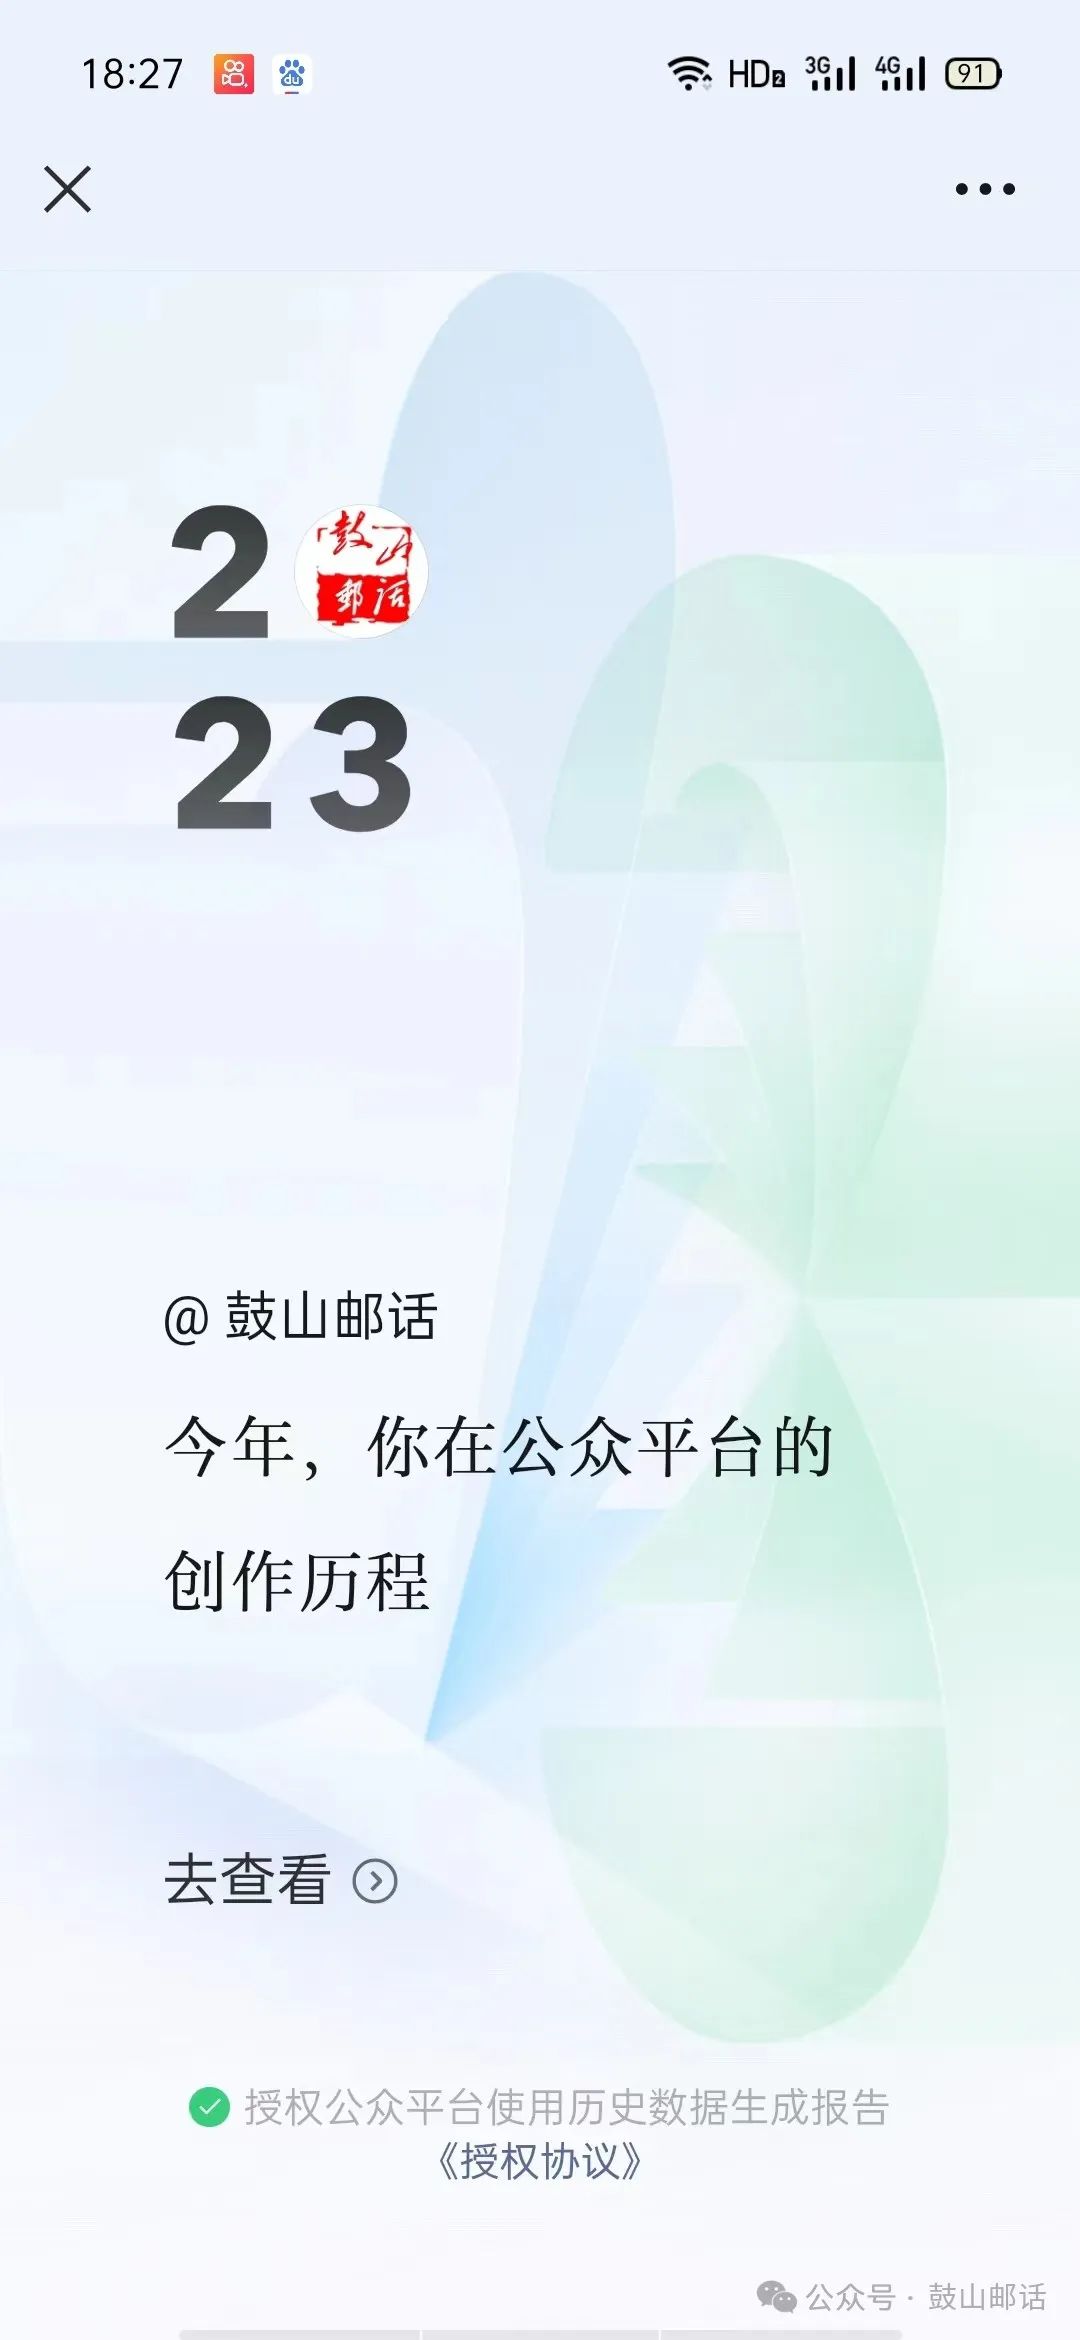 18:27
du
HD2 3G 4G 91
2
鼓山
郵话
23
@鼓山邮话
今年，你在公众平台的
创作历程
去查看
授权公众平台使用历史数据生成报告
《授权协议》
公众号·鼓山邮话